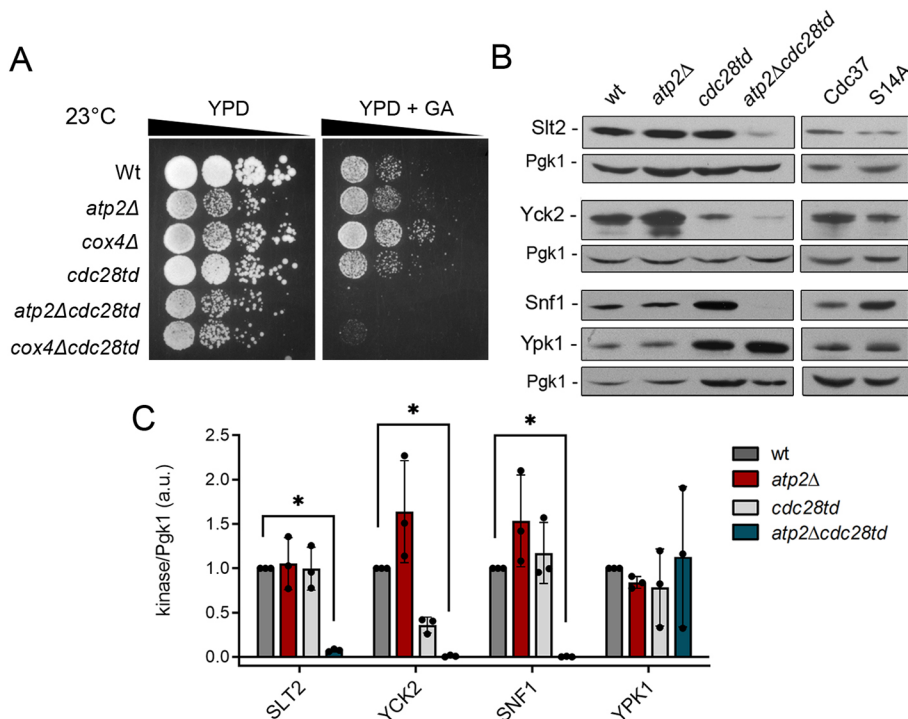 A
23°C
YPD
YPD + GA
Wt
atp2Δ
cox4Δ
cdc28td
atp2Δcdc28td
cox4Δcdc28td
B
wt
atp2Δ
cdc28td
atp2Δcdc28td
Cdc37
S14A
Slt2 -
Pgk1 -
Yck2 -
Pgk1 -
Snf1 -
Ypk1 -
Pgk1 -
C
kinase/Pgk1 (a.u.)
2.5
2.0
1.5
1.0
0.5
0.0
*
*
*
SLT2
YCK2
SNF1
YPK1
wt
atp2Δ
cdc28td
atp2Δcdc28td